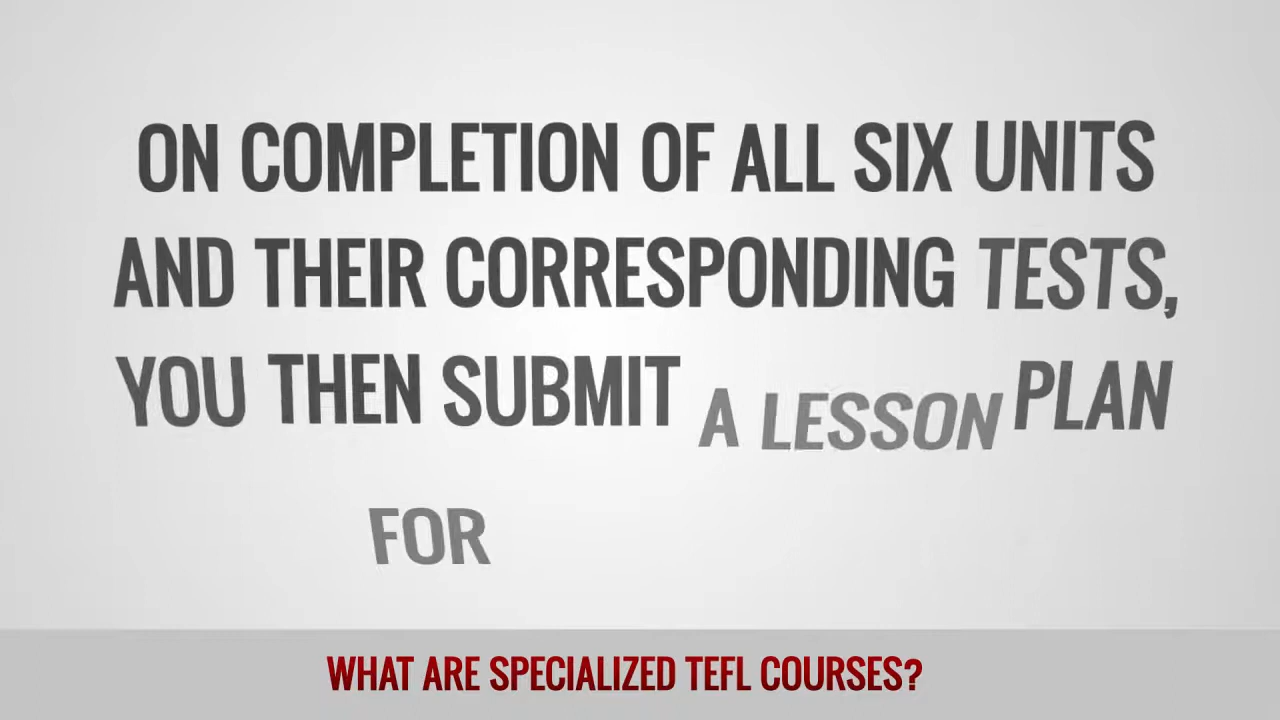 ON COMPLETION OF ALL SIX UNITS
AND THEIR CORRESPONDING TESTS,
YOU THEN SUBMIT A LESSON PLAN
FOR
WHAT ARE SPECIALIZED TEFL COURSES?